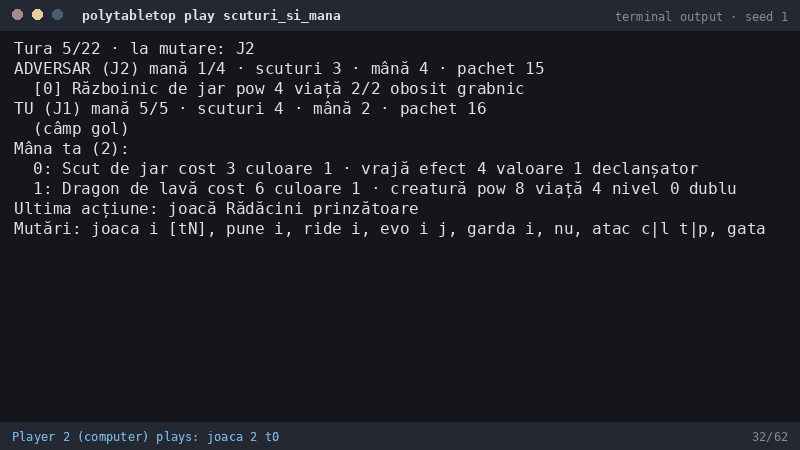 polytabletop play scuturi_si_mana
terminal output · seed 1
Tura 5/22 · la mutare: J2
ADVERSAR (J2) mană 1/4 · scuturi 3 · mână 4 · pachet 15
[0] Războinic de jar pow 4 viață 2/2 obosit grabnic
TU (J1) mană 5/5 · scuturi 4 · mână 2 · pachet 16
(câmp gol)
Mâna ta (2):
0: Scut de jar cost 3 culoare 1 · vrajă efect 4 valoare 1 declanșator
1: Dragon de lavă cost 6 culoare 1 · creatură pow 8 viață 4 nivel 0 dublu
Ultima acțiune: joacă Rădăcini prinzătoare
Mutări: joaca i [tN], pune i, ride i, evo i j, garda i, nu, atac c|l t|p, gata
Player 2 (computer) plays: joaca 2 t0
32/62